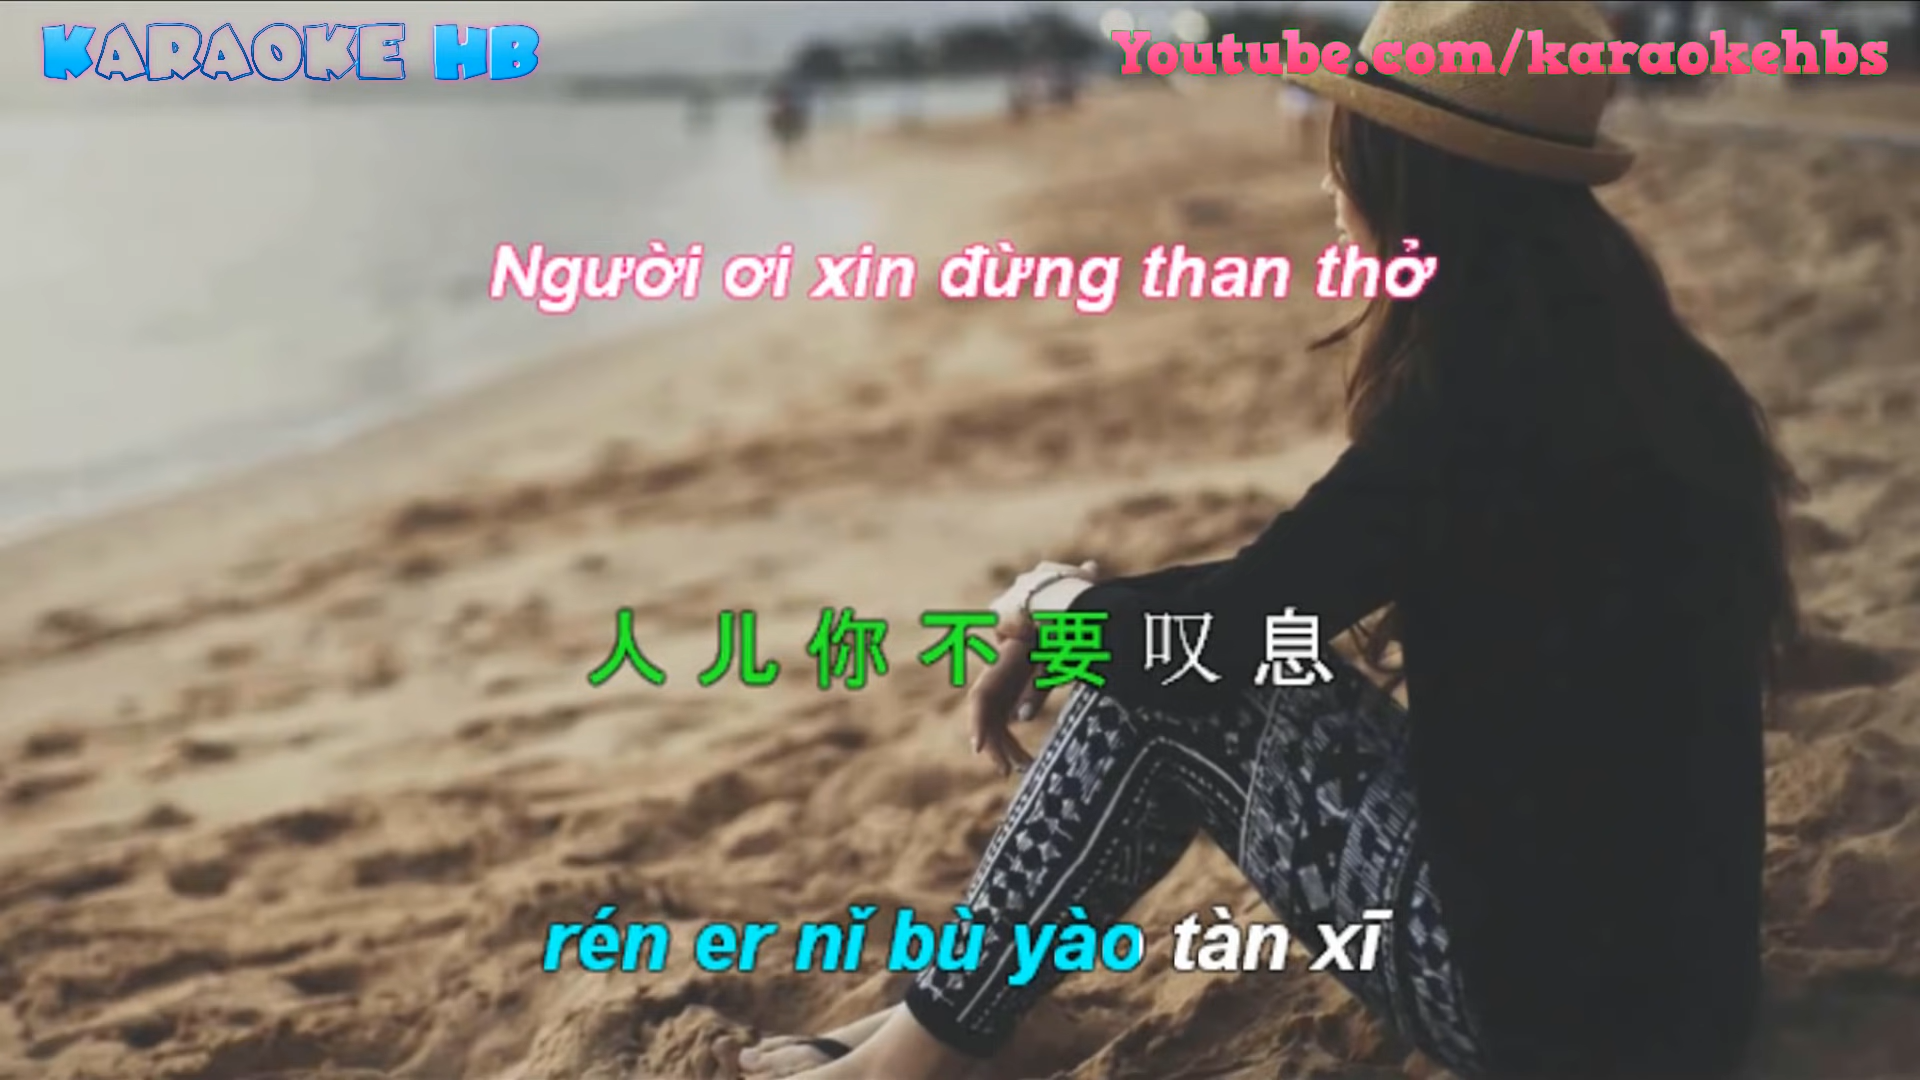 KARAOKE HB
Youtube.com/karaokehbs
Người ơi xin đừng than thở
人儿你不要叹息
rén er nǐ bù yào tàn xī